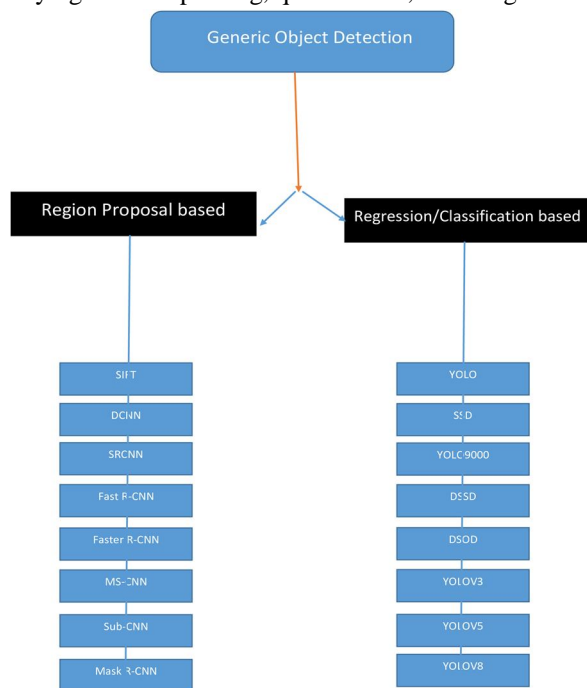 Generic Object Detection
Region Proposal based
Regression/Classification based
SIFT
DCNN
SRCNN
Fast R-CNN
Faster R-CNN
MS-CNN
Sub-CNN
Mask R-CNN
YOLO
SSD
YOLO9000
DSSD
DSOD
YOLOV3
YOLOV5
YOLOV8